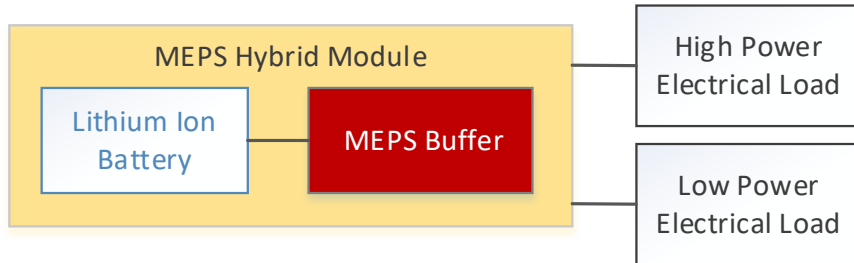 MEPS Hybrid Module
Lithium Ion
Battery
MEPS Buffer
High Power
Electrical Load
Low Power
Electrical Load